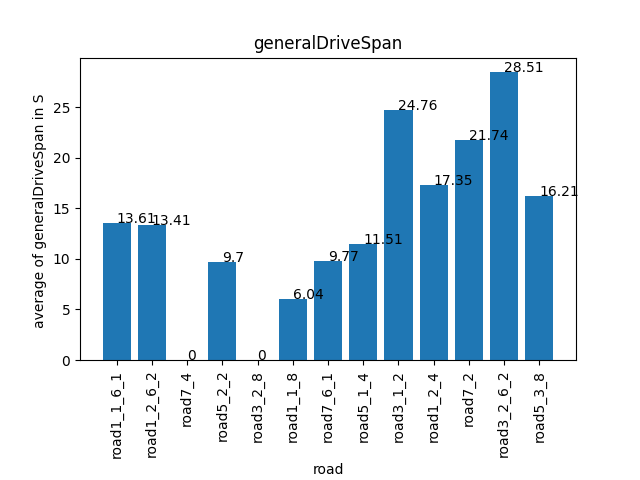 generalDriveSpan
average of generalDriveSpan in S
25
20
15
10
5
0
13.61
13.41
0
9.7
0
6.04
9.77
11.51
24.76
17.35
21.74
28.51
16.21
road1_1_6_1
road1_2_6_2
road7_4
road5_2_2
road3_2_8
road1_1_8
road7_6_1
road5_1_4
road3_1_2
road1_2_4
road7_2
road3_2_6_2
road5_3_8
road